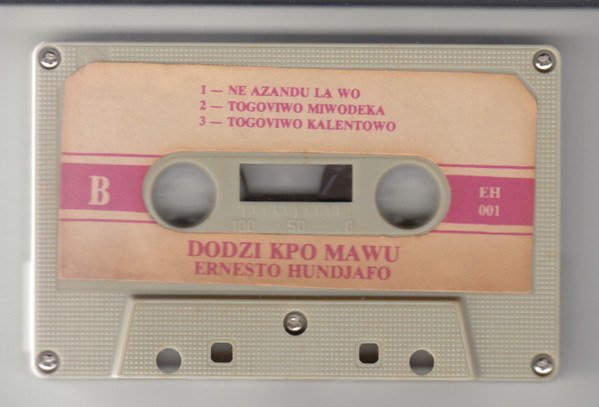 1 — NE AZANDU LA WO
2 — TOGOVIWO MIWODEKA
3 — TOGOVIWO KALENTOWO
B
EH
001
100 50 0
DODZI KPO MAWU
ERNESTO HUNDJAFO